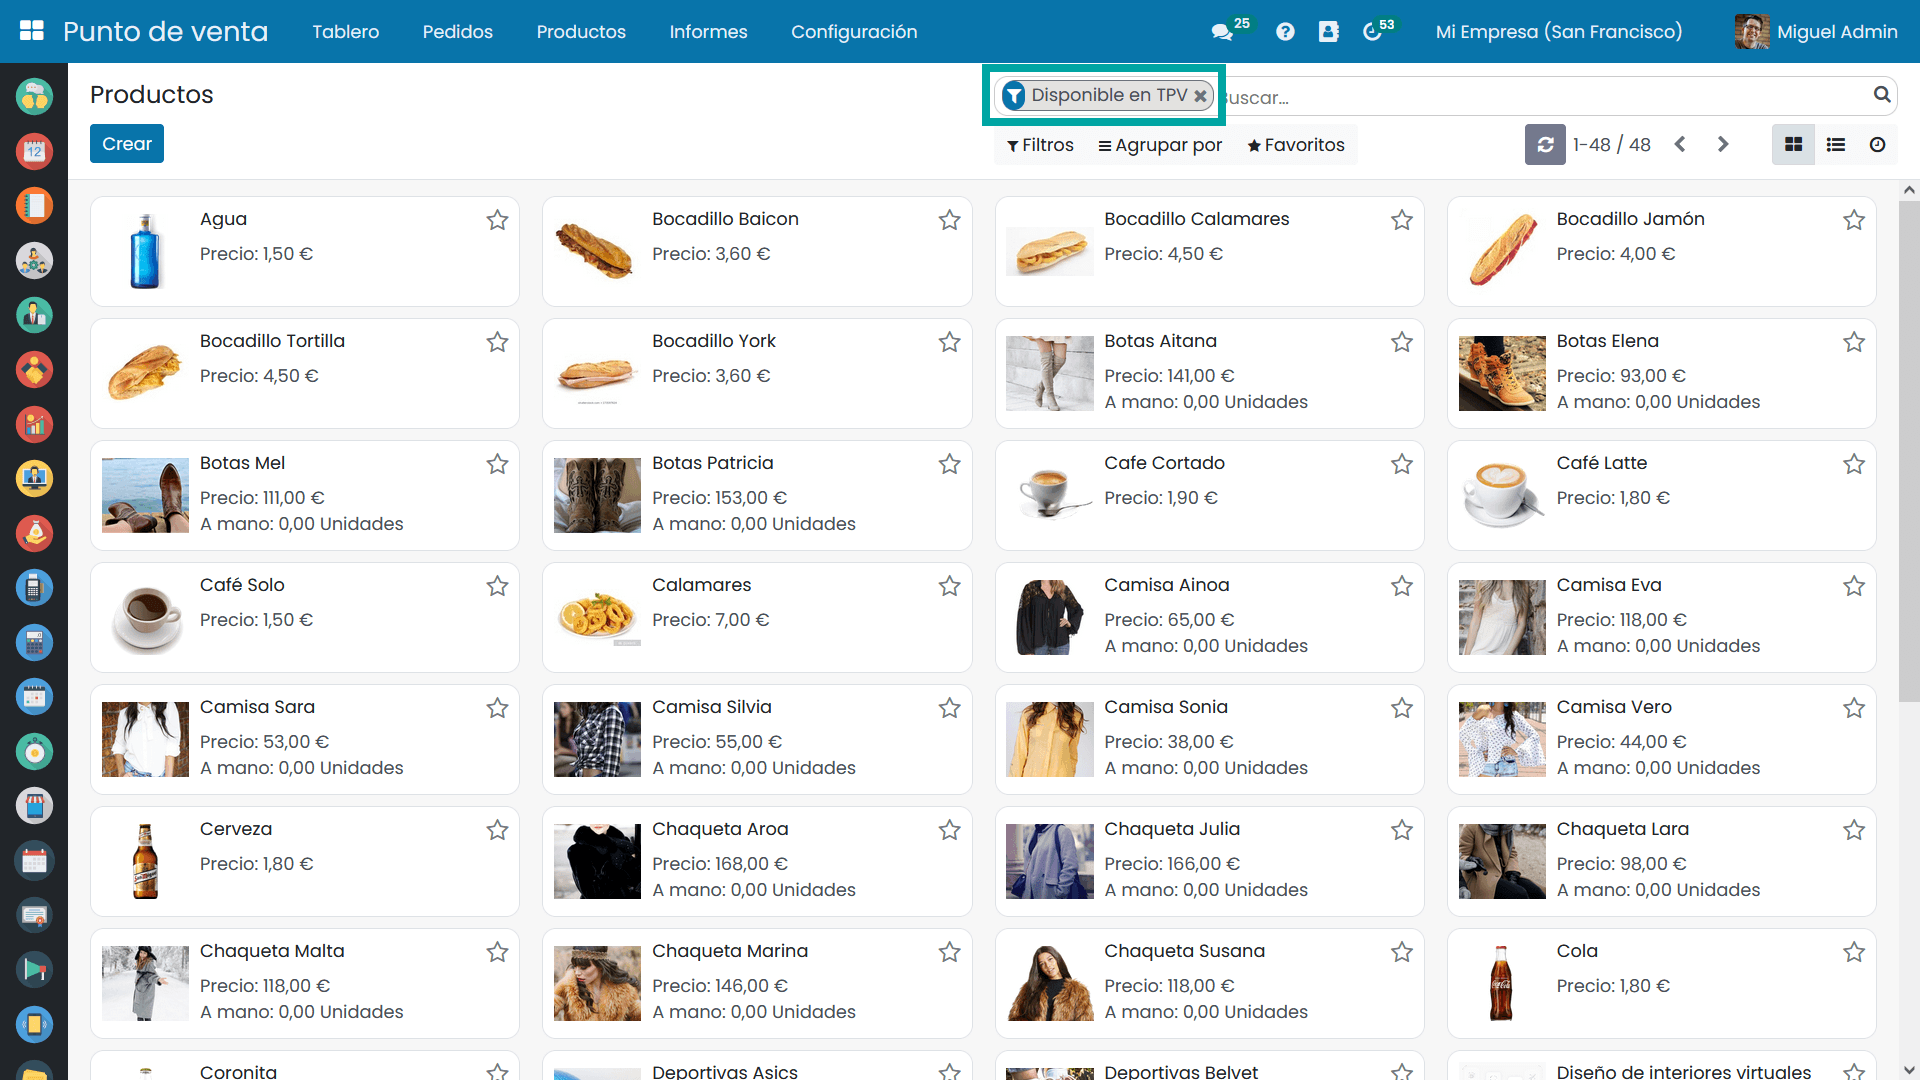 Punto de venta
Tablero
Pedidos
Productos
Informes
Configuración
25
53
Mi Empresa (San Francisco)
Miguel Admin
Productos
Disponible en TPV
Buscar...
Crear
Filtros
Agrupar por
Favoritos
1-48 / 48
Agua
Precio: 1,50 €
Bocadillo Baicon
Precio: 3,60 €
Bocadillo Calamares
Precio: 4,50 €
Bocadillo Jamón
Precio: 4,00 €
Bocadillo Tortilla
Precio: 4,50 €
Bocadillo York
Precio: 3,60 €
Botas Aitana
Precio: 141,00 €
A mano: 0,00 Unidades
Botas Elena
Precio: 93,00 €
A mano: 0,00 Unidades
Botas Mel
Precio: 111,00 €
A mano: 0,00 Unidades
Botas Patricia
Precio: 153,00 €
A mano: 0,00 Unidades
Cafe Cortado
Precio: 1,90 €
Café Latte
Precio: 1,80 €
Café Solo
Precio: 1,50 €
Calamares
Precio: 7,00 €
Camisa Ainoa
Precio: 65,00 €
A mano: 0,00 Unidades
Camisa Eva
Precio: 118,00 €
A mano: 0,00 Unidades
Camisa Sara
Precio: 53,00 €
A mano: 0,00 Unidades
Camisa Silvia
Precio: 55,00 €
A mano: 0,00 Unidades
Camisa Sonia
Precio: 38,00 €
A mano: 0,00 Unidades
Camisa Vero
Precio: 44,00 €
A mano: 0,00 Unidades
Cerveza
Precio: 1,80 €
Chaqueta Aroa
Precio: 168,00 €
A mano: 0,00 Unidades
Chaqueta Julia
Precio: 166,00 €
A mano: 0,00 Unidades
Chaqueta Lara
Precio: 98,00 €
A mano: 0,00 Unidades
Chaqueta Malta
Precio: 118,00 €
A mano: 0,00 Unidades
Chaqueta Marina
Precio: 146,00 €
A mano: 0,00 Unidades
Chaqueta Susana
Precio: 118,00 €
A mano: 0,00 Unidades
Cola
Precio: 1,80 €
Coronita
Deportivas Asics
Deportivas Belvet
Diseño de interiores virtuales
12